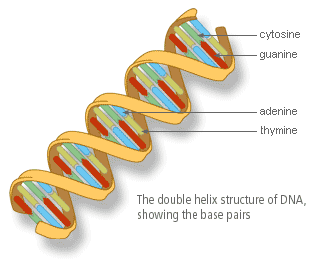 cytosine
guanine
adenine
thymine
The double helix structure of DNA,
showing the base pairs